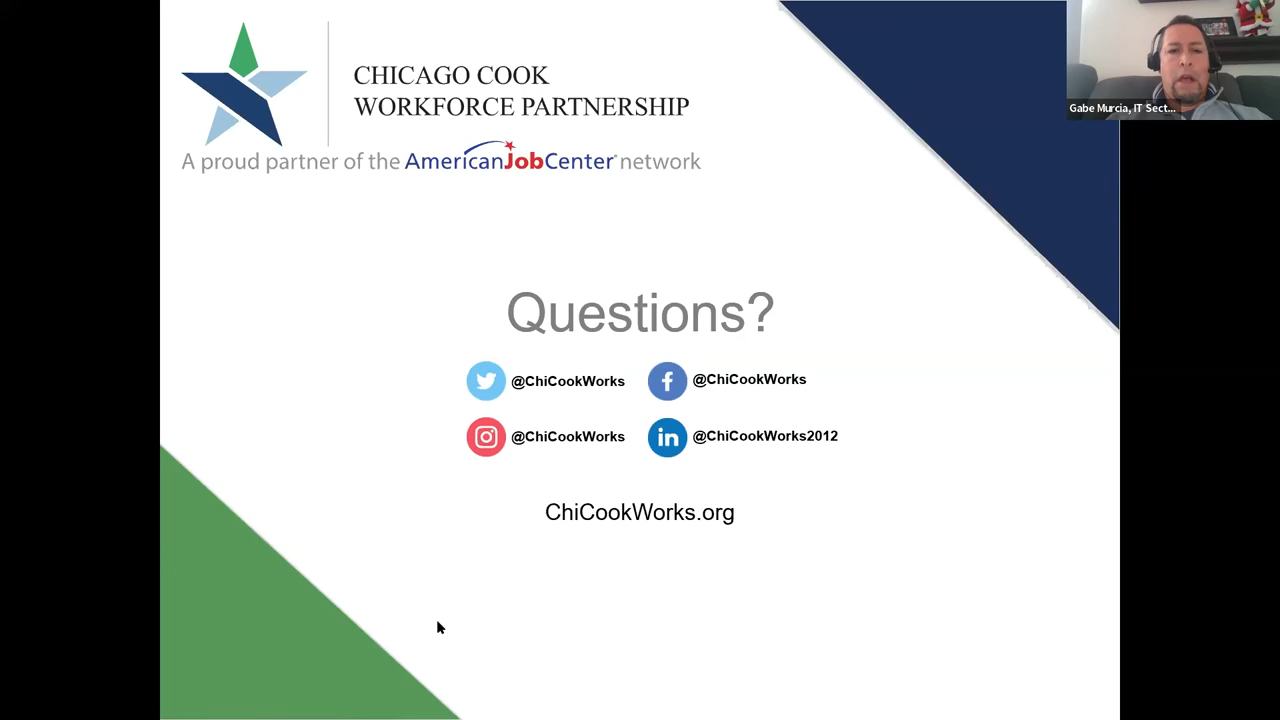 CHICAGO COOK
WORKFORCE PARTNERSHIP
A proud partner of the AmericanJobCenter® network
Gabe Murcia, IT Sect...
Questions?
@ChiCookWorks
@ChiCookWorks
@ChiCookWorks
@ChiCookWorks2012
ChiCookWorks.org